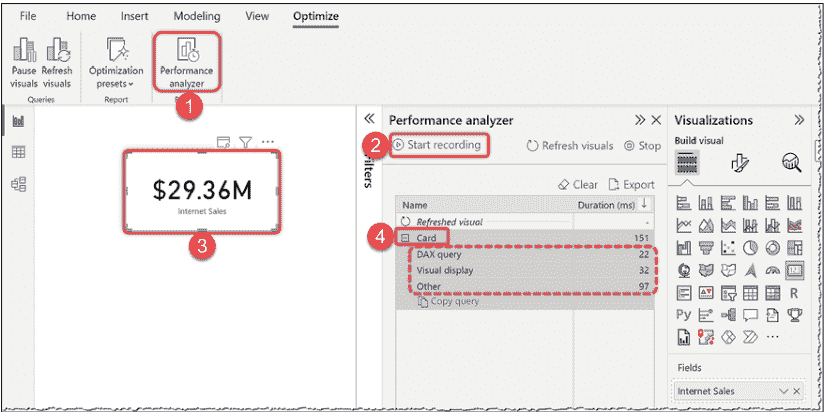 File Home Insert Modeling View Optimize
Pause visuals
Refresh visuals
Optimization presets
Performance analyzer
Queries
Report
1
Performance analyzer
2
Start recording
Refresh visuals
Stop
Clear
Export
Name Duration (ms)
Refreshed visual -
4
Card 151
DAX query 22
Visual display 32
Other 97
Copy query
$29.36M
Internet Sales
3
Filters
Visualizations
Build visual
123
R
Py
Fields
Internet Sales